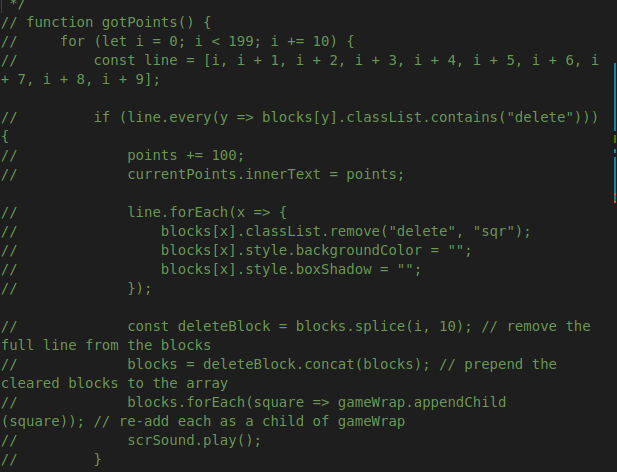 */
// function gotPoints() {
//     for (let i = 0; i < 199; i += 10) {
//         const line = [i, i + 1, i + 2, i + 3, i + 4, i + 5, i + 6, i
+ 7, i + 8, i + 9];
//         if (line.every(y => blocks[y].classList.contains("delete")))
{
//             points += 100;
//             currentPoints.innerText = points;
//             line.forEach(x => {
//                 blocks[x].classList.remove("delete", "sqr");
//                 blocks[x].style.backgroundColor = "";
//                 blocks[x].style.boxShadow = "";
//             });
//             const deleteBlock = blocks.splice(i, 10); // remove the
full line from the blocks
//             blocks = deleteBlock.concat(blocks); // prepend the
cleared blocks to the array
//             blocks.forEach(square => gameWrap.appendChild
(square)); // re-add each as a child of gameWrap
//             scrSound.play();
//         }